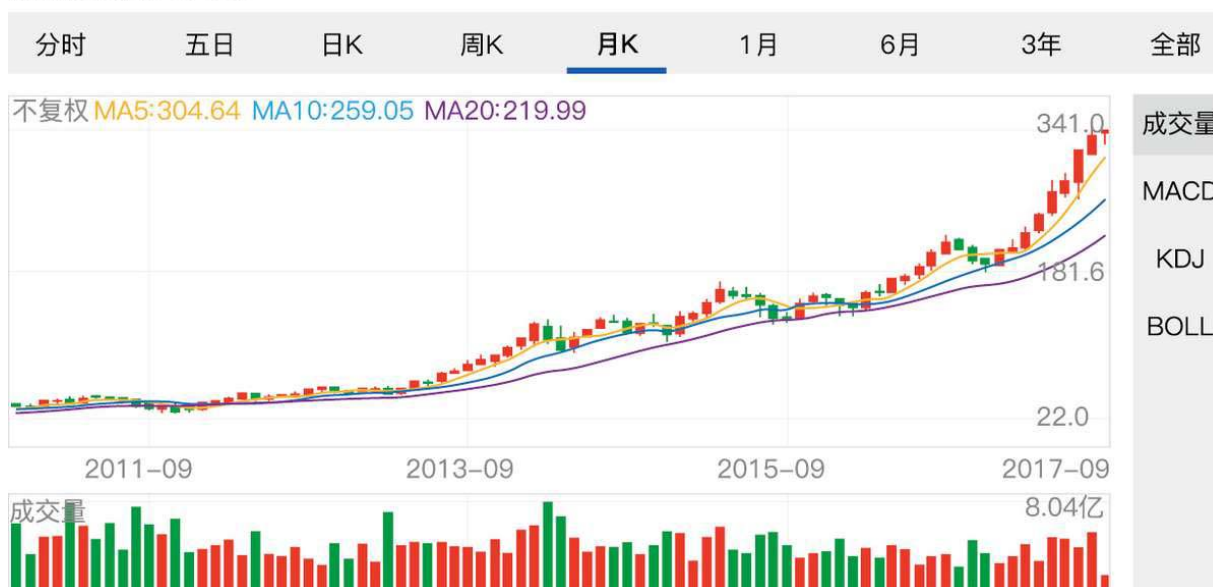 分时 五日 日K 周K 月K 1月 6月 3年 全部
不复权 MA5:304.64 MA10:259.05 MA20:219.99
341.0
181.6
22.0
2011-09 2013-09 2015-09 2017-09
成交量
8.04亿
成交量
MACD
KDJ
BOLL